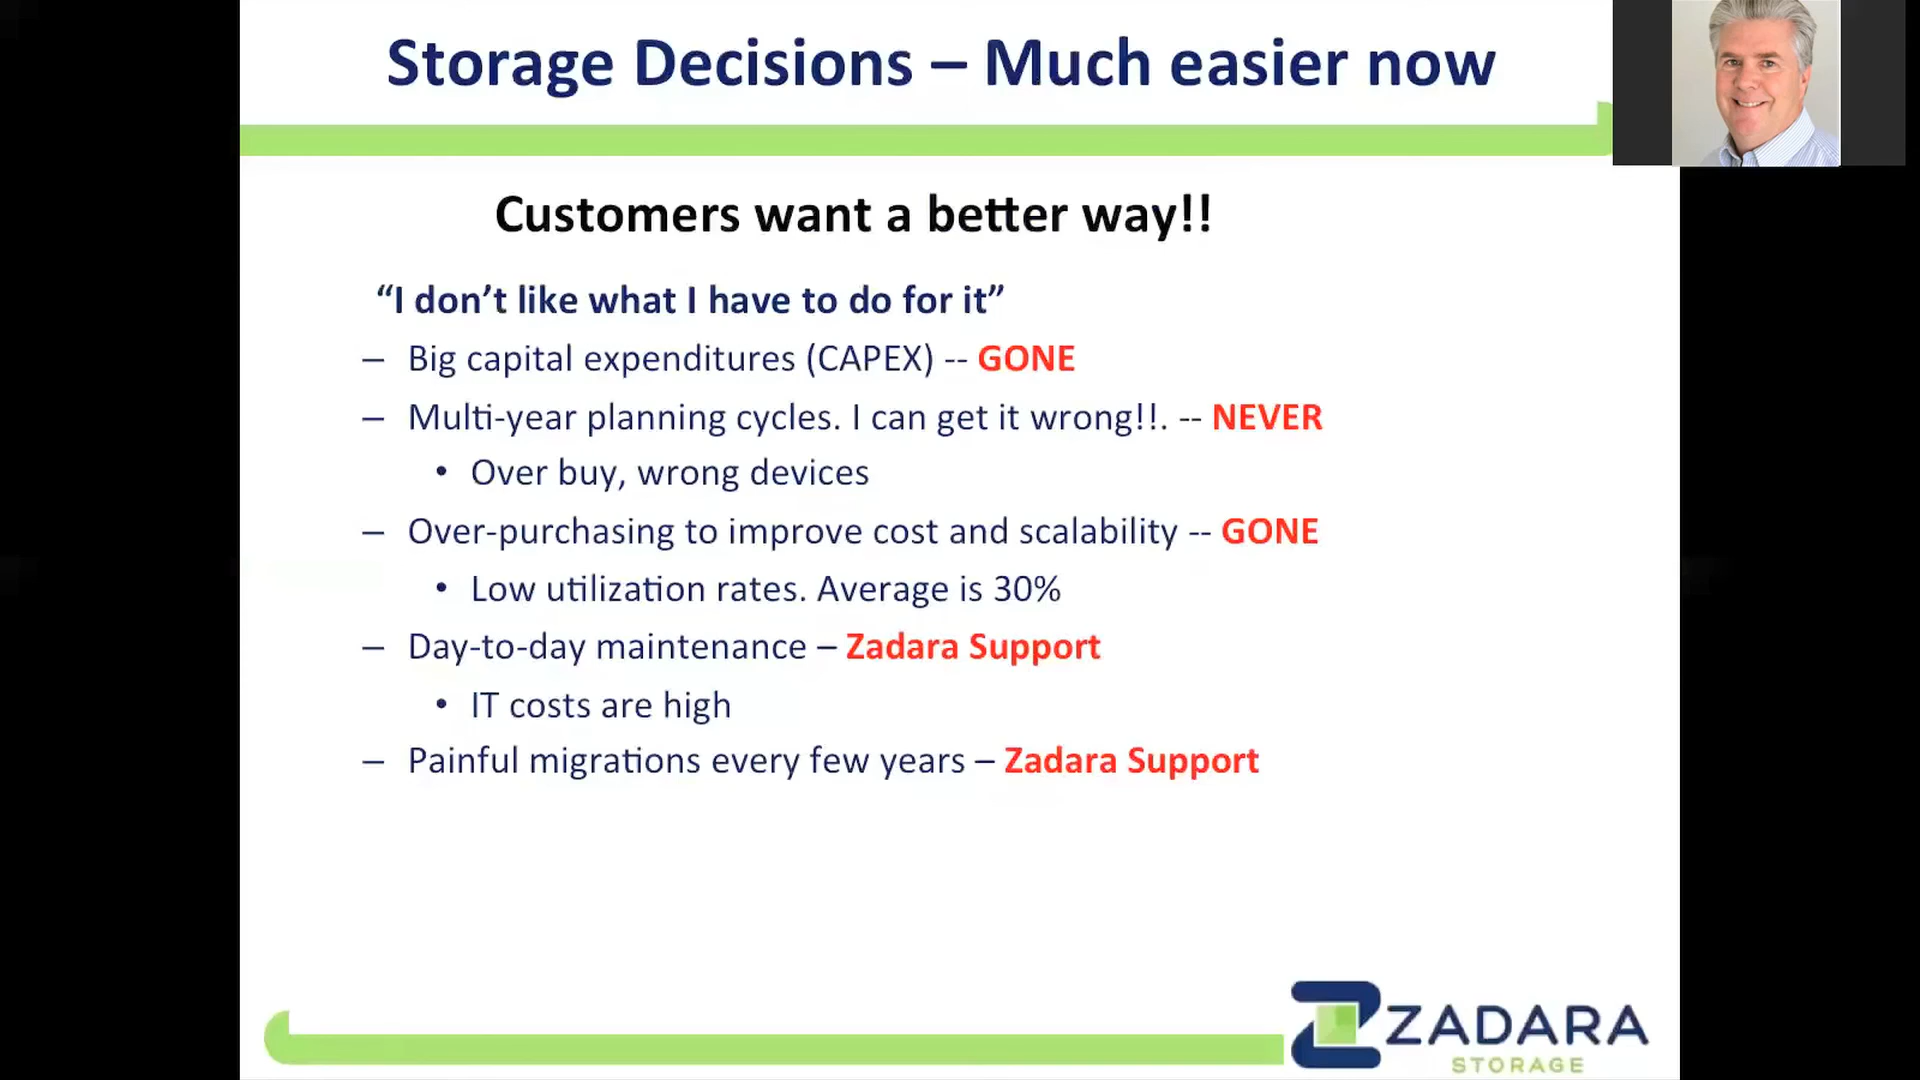 Storage Decisions – Much easier now
Customers want a better way!!
“I don’t like what I have to do for it”
– Big capital expenditures (CAPEX) -- GONE
– Multi-year planning cycles. I can get it wrong!!. -- NEVER
• Over buy, wrong devices
– Over-purchasing to improve cost and scalability -- GONE
• Low utilization rates. Average is 30%
– Day-to-day maintenance – Zadara Support
• IT costs are high
– Painful migrations every few years – Zadara Support
ZADARA
STORAGE